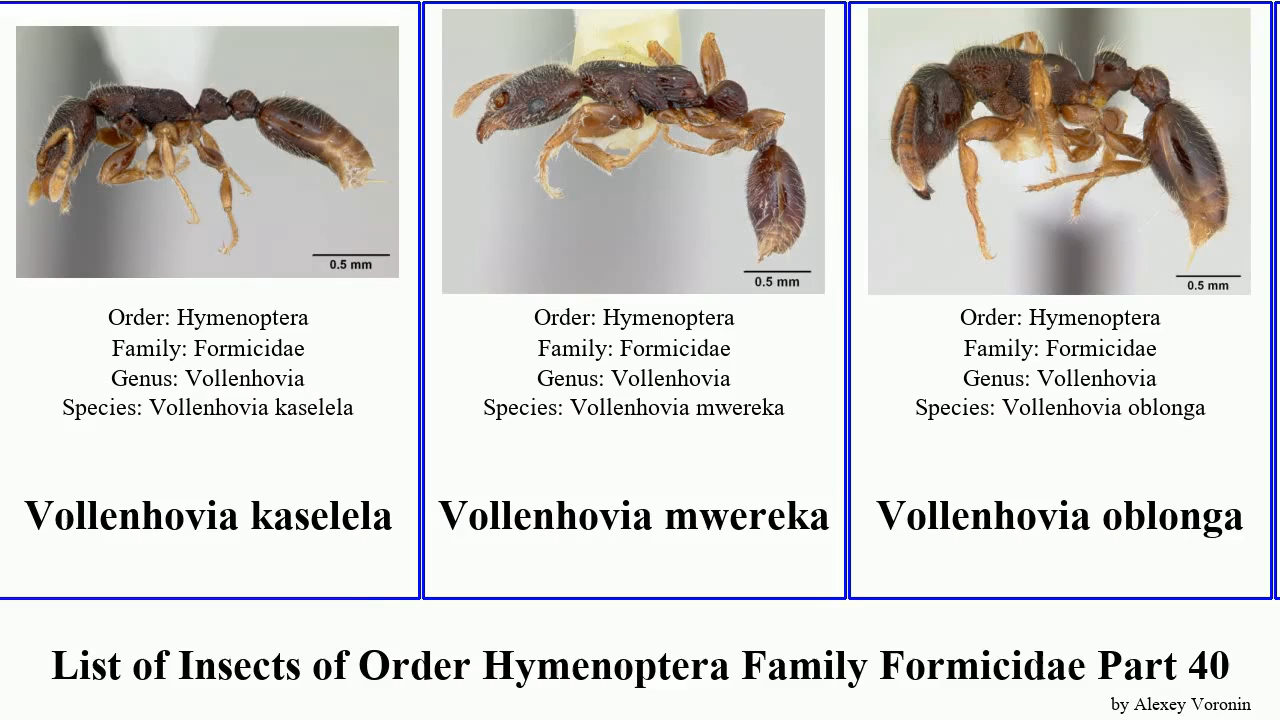 0.5 mm
Order: Hymenoptera
Family: Formicidae
Genus: Vollenhovia
Species: Vollenhovia kaselela
Vollenhovia kaselela
0.5 mm
Order: Hymenoptera
Family: Formicidae
Genus: Vollenhovia
Species: Vollenhovia mwereka
Vollenhovia mwereka
0.5 mm
Order: Hymenoptera
Family: Formicidae
Genus: Vollenhovia
Species: Vollenhovia oblonga
Vollenhovia oblonga
List of Insects of Order Hymenoptera Family Formicidae Part 40
by Alexey Voronin